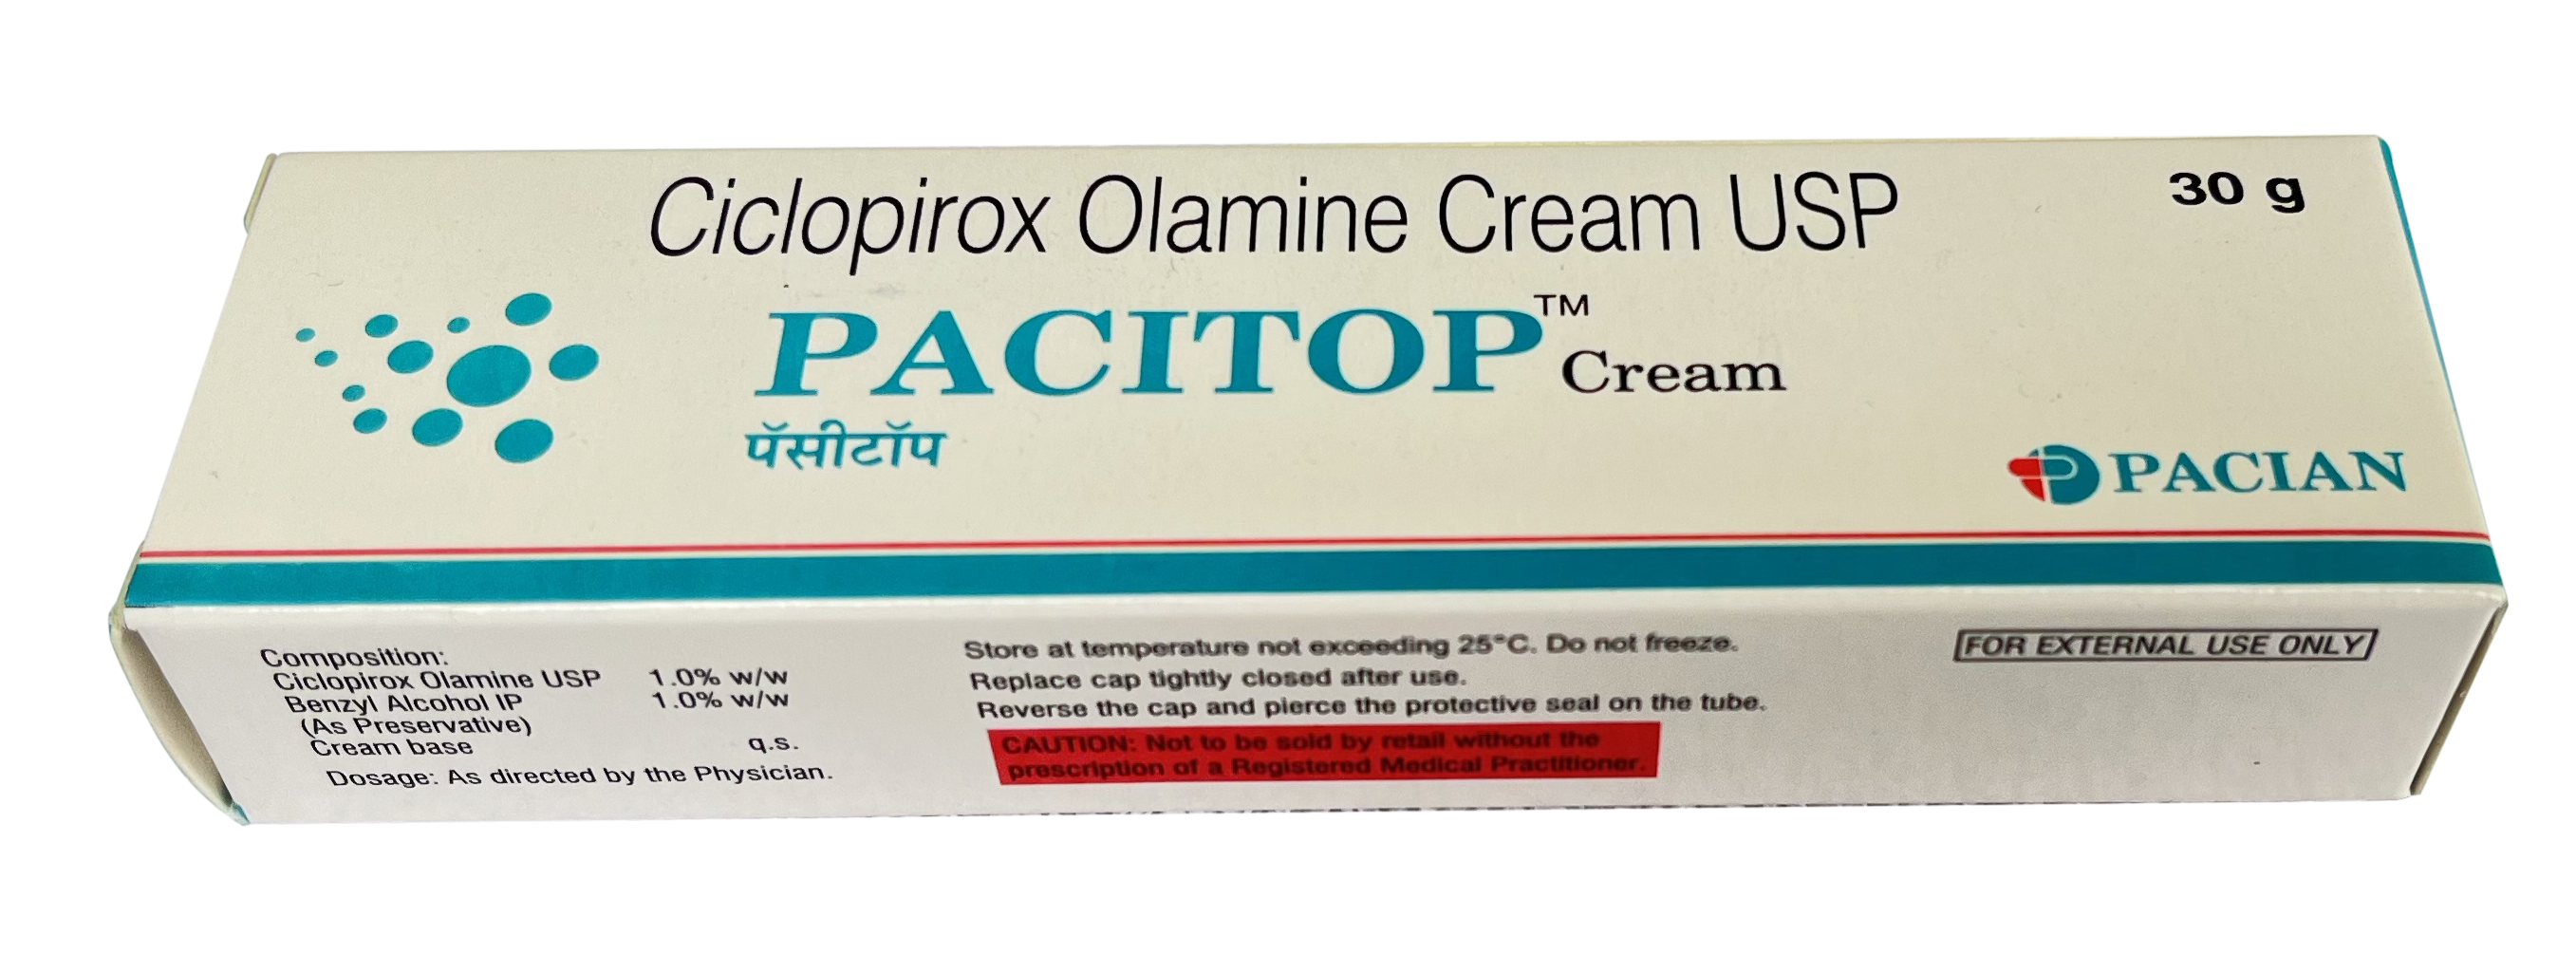 Ciclopirox Olamine Cream USP
30 g
PACITOP™ Cream
पॅसीटॉप
PACIAN
Composition:
Ciclopirox Olamine USP 1.0% w/w
Benzyl Alcohol IP 1.0% w/w
(As Preservative)
Cream base q.s.
Dosage: As directed by the Physician.
Store at temperature not exceeding 25°C. Do not freeze.
Replace cap tightly closed after use.
Reverse the cap and pierce the protective seal on the tube.
CAUTION: Not to be sold by retail without the
prescription of a Registered Medical Practitioner.
FOR EXTERNAL USE ONLY